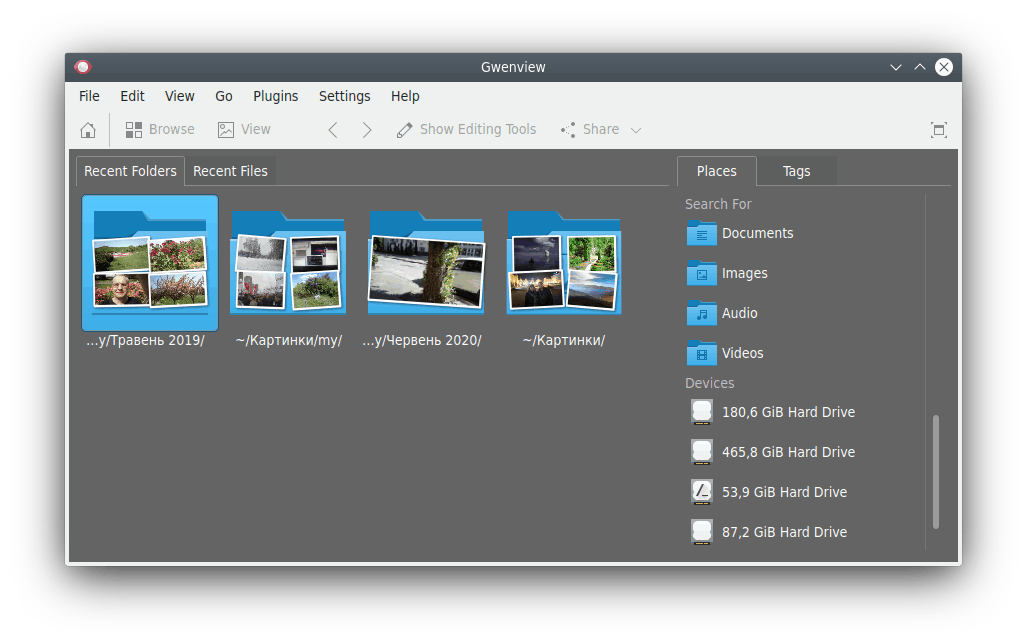 Gwenview
File Edit View Go Plugins Settings Help
Browse View Show Editing Tools Share
Recent Folders Recent Files
Places Tags
...y/Травень 2019/ ~/Картинки/my/ ...y/Червень 2020/ ~/Картинки/
Search For
Documents
Images
Audio
Videos
Devices
180,6 GiB Hard Drive
465,8 GiB Hard Drive
53,9 GiB Hard Drive
87,2 GiB Hard Drive